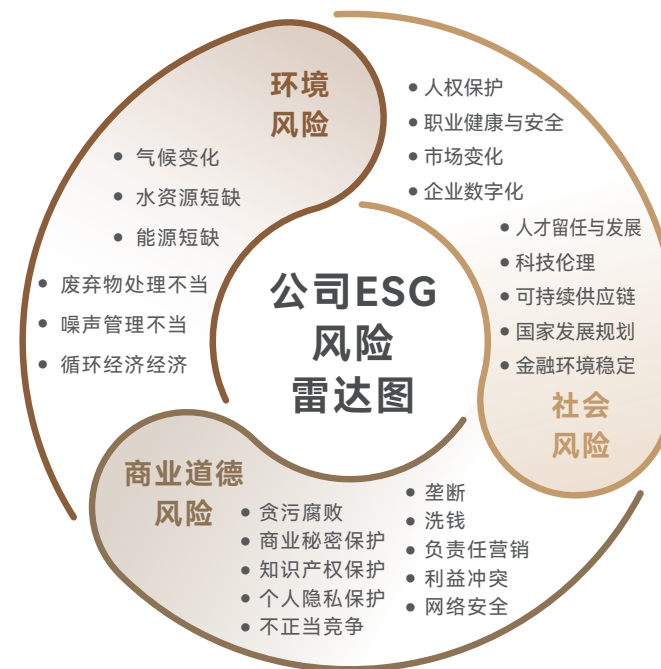 环境
风险
气候变化
水资源短缺
能源短缺
废弃物处理不当
噪声管理不当
循环经济经济
人权保护
职业健康与安全
市场变化
企业数字化
人才留任与发展
科技伦理
可持续供应链
国家发展规划
金融环境稳定
社会
风险
公司ESG
风险
雷达图
商业道德
风险
贪污腐败
商业秘密保护
知识产权保护
个人隐私保护
不正当竞争
垄断
洗钱
负责任营销
利益冲突
网络安全